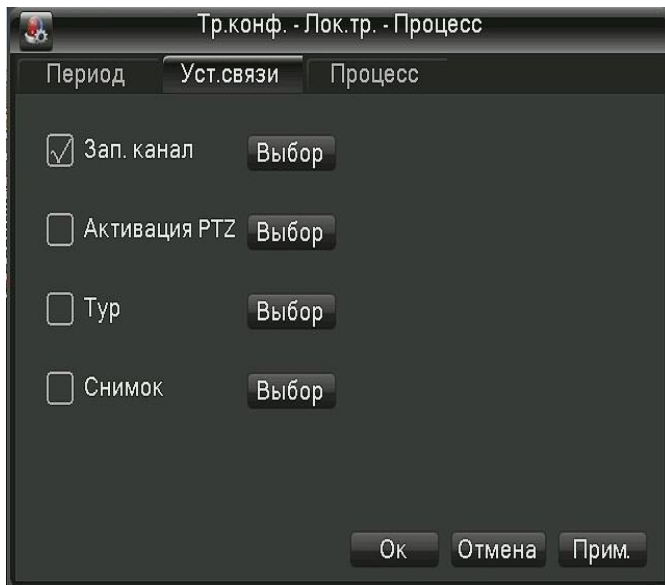 Тр.конф. - Лок.тр. - Процесс
Период Уст.связи Процесс
Зап. канал Выбор
Активация PTZ Выбор
Тур Выбор
Снимок Выбор
Ок Отмена Прим.